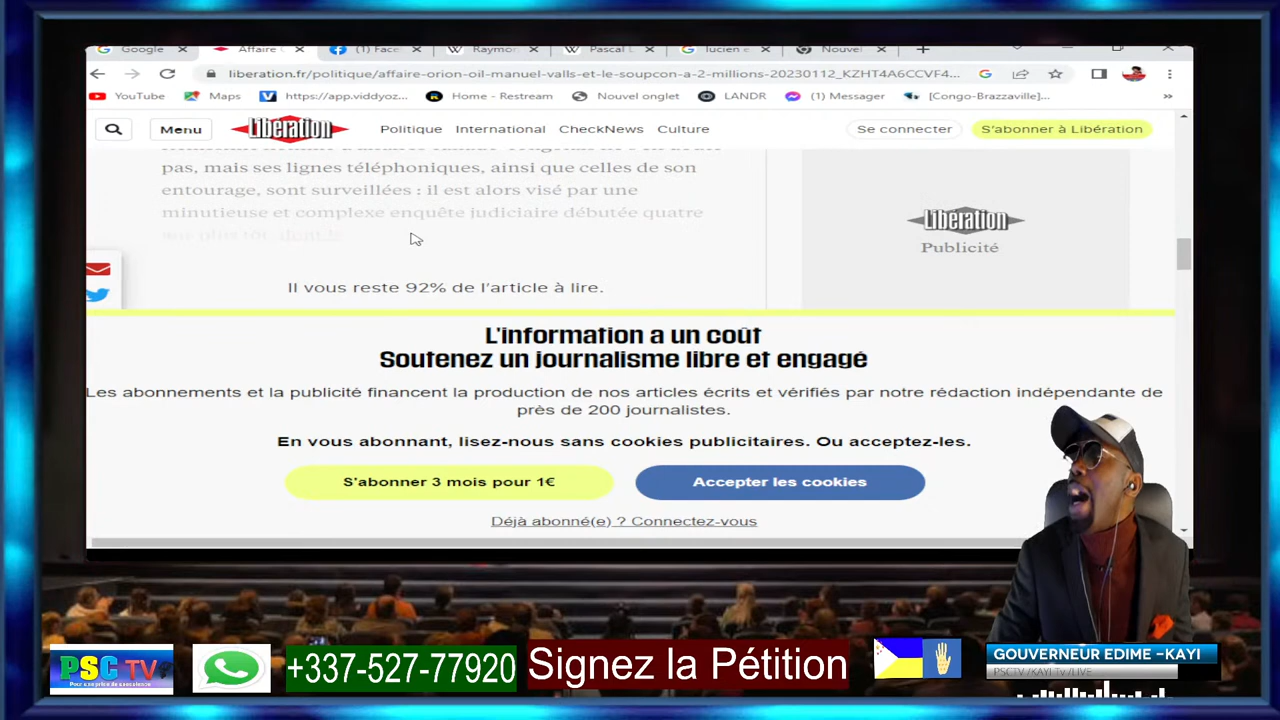 Google
Affaire
(1) Face
Raymon
Pascal
lucien e
Nouvel
liberation.fr/politique/affaire-orion-oil-manuel-valls-et-le-soupcon-a-2-millions-20230112_KZHT4A6CCVF4...
YouTube
Maps
https://app.viddyoz...
Home - Restream
Nouvel onglet
LANDR
(1) Messager
[Congo-Brazzaville]...
»
Menu
Libération
Politique
International
CheckNews
Culture
Se connecter
S'abonner à Libération
pas, mais ses lignes téléphoniques, ainsi que celles de son
entourage, sont surveillées : il est alors visé par une
minutieuse et complexe enquête judiciaire débutée quatre
Libération
Publicité
Il vous reste 92% de l'article à lire.
L'information a un coût
Soutenez un journalisme libre et engagé
Les abonnements et la publicité financent la production de nos articles écrits et vérifiés par notre rédaction indépendante de
près de 200 journalistes.
En vous abonnant, lisez-nous sans cookies publicitaires. Ou acceptez-les.
S'abonner 3 mois pour 1€
Accepter les cookies
Déjà abonné(e) ? Connectez-vous
PSC TV
+337-527-77920
Signez la Pétition
GOUVERNEUR EDIME -KAYI
PSCTV /KAYI Tv /LIVE